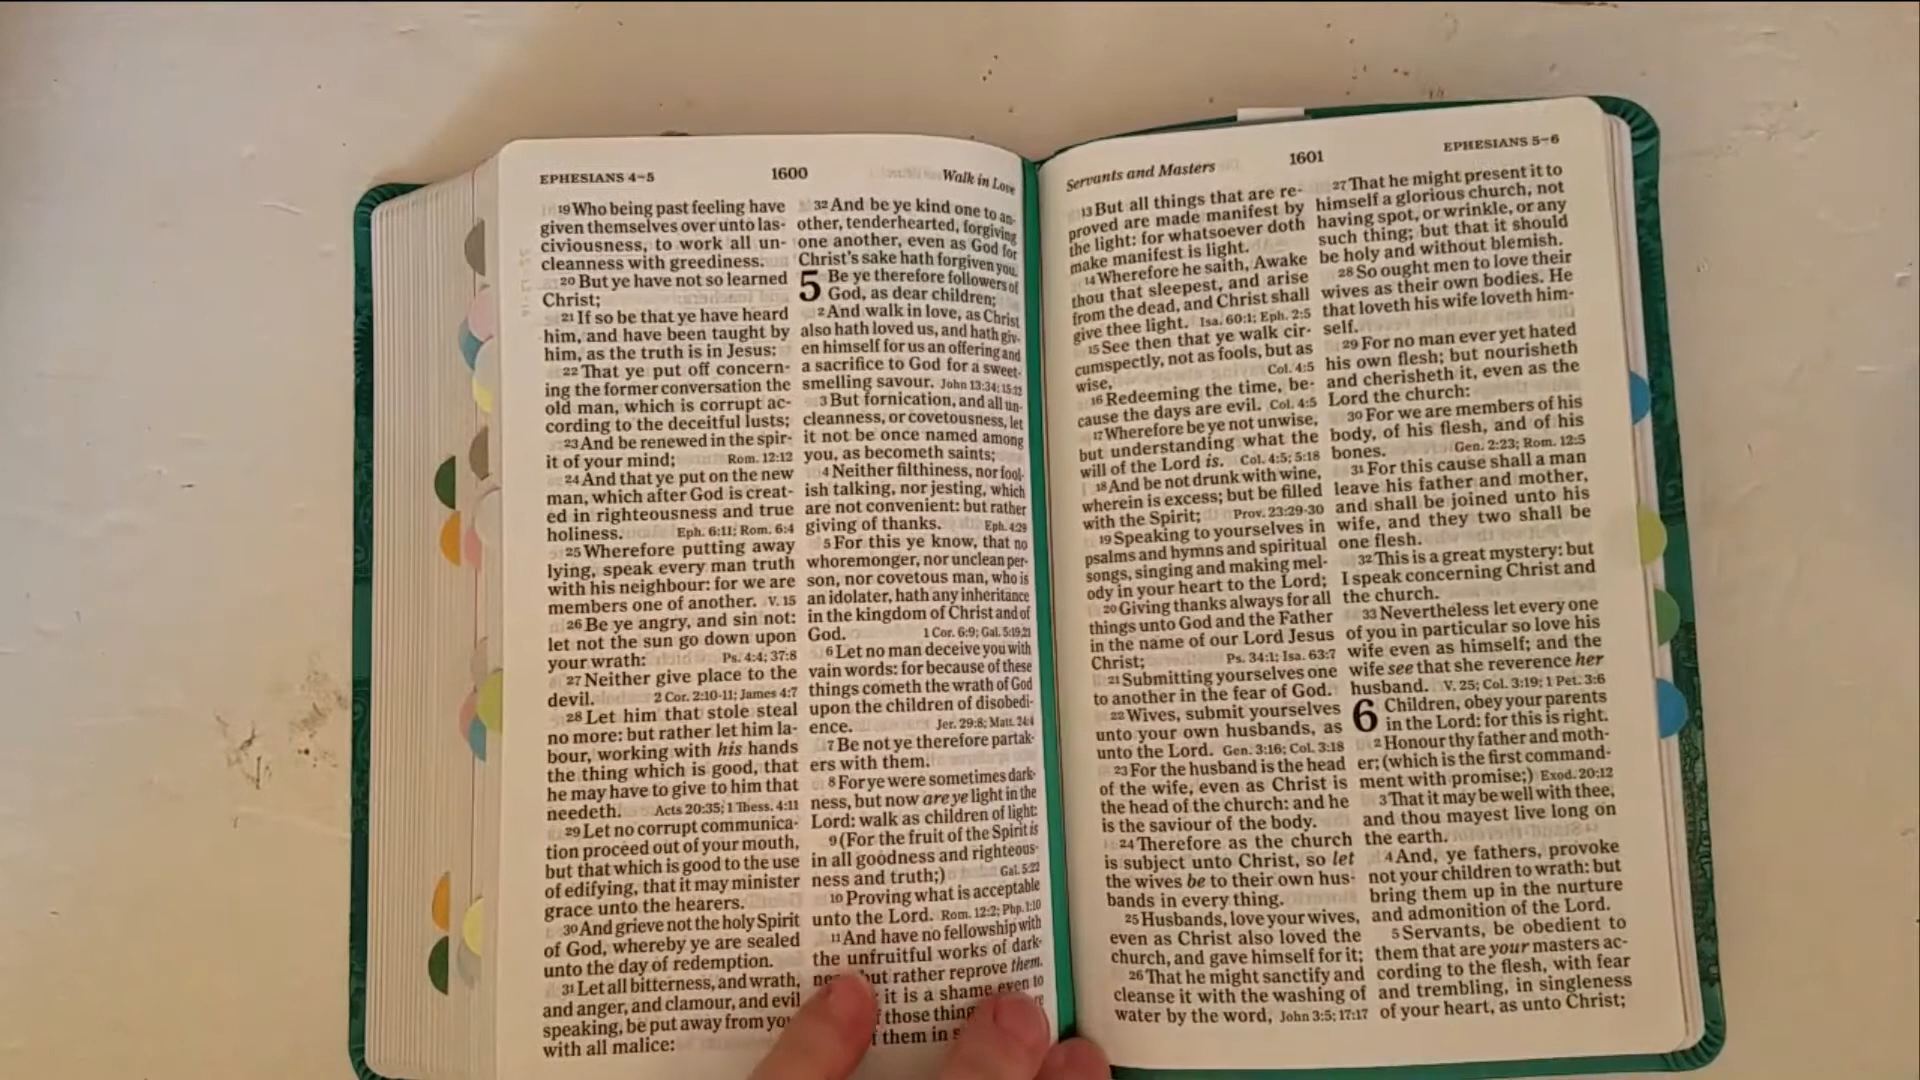 EPHESIANS 4–5
1600
Walk in Love
19 Who being past feeling have
given themselves over unto las-
civiousness, to work all un-
cleanness with greediness.
20 But ye have not so learned
Christ;
21 If so be that ye have heard
him, and have been taught by
him, as the truth is in Jesus:
22 That ye put off concern-
ing the former conversation the
old man, which is corrupt ac-
cording to the deceitful lusts;
23 And be renewed in the spir-
it of your mind; Rom. 12:12
24 And that ye put on the new
man, which after God is creat-
ed in righteousness and true
holiness. Eph. 6:11; Rom. 6:4
25 Wherefore putting away
lying, speak every man truth
with his neighbour: for we are
members one of another. V. 15
26 Be ye angry, and sin not:
let not the sun go down upon
your wrath: Ps. 4:4; 37:8
27 Neither give place to the
devil. 2 Cor. 2:10-11; James 4:7
28 Let him that stole steal
no more: but rather let him la-
bour, working with his hands
the thing which is good, that
he may have to give to him that
needeth. Acts 20:35; 1 Thess. 4:11
29 Let no corrupt communica-
tion proceed out of your mouth,
but that which is good to the use
of edifying, that it may minister
grace unto the hearers.
30 And grieve not the holy Spirit
of God, whereby ye are sealed
unto the day of redemption.
31 Let all bitterness, and wrath,
and anger, and clamour, and evil
speaking, be put away from you
with all malice:
32 And be ye kind one to an-
other, tenderhearted, forgiving
one another, even as God for
Christ's sake hath forgiven you.
5 Be ye therefore followers of
God, as dear children;
2 And walk in love, as Christ
also hath loved us, and hath giv-
en himself for us an offering and
a sacrifice to God for a sweet-
smelling savour. John 13:34; 15:12
3 But fornication, and all un-
cleanness, or covetousness, let
it not be once named among
you, as becometh saints;
4 Neither filthiness, nor fool-
ish talking, nor jesting, which
are not convenient: but rather
giving of thanks. Eph. 4:29
5 For this ye know, that no
whoremonger, nor unclean per-
son, nor covetous man, who is
an idolater, hath any inheritance
in the kingdom of Christ and of
God. 1 Cor. 6:9; Gal. 5:19,21
6 Let no man deceive you with
vain words: for because of these
things cometh the wrath of God
upon the children of disobedi-
ence. Jer. 29:8; Matt. 24:4
7 Be not ye therefore partak-
ers with them.
8 For ye were sometimes dark-
ness, but now are ye light in the
Lord: walk as children of light:
9 (For the fruit of the Spirit is
in all goodness and righteous-
ness and truth;) Gal. 5:22
10 Proving what is acceptable
unto the Lord. Rom. 12:2; Php. 1:10
11 And have no fellowship with
the unfruitful works of dark-
but rather reprove them.
it is a shame even to
those
them in
Servants and Masters
1601
EPHESIANS 5–6
13 But all things that are re-
proved are made manifest by
the light: for whatsoever doth
make manifest is light.
14 Wherefore he saith, Awake
thou that sleepest, and arise
from the dead, and Christ shall
give thee light. Isa. 60:1; Eph. 2:5
15 See then that ye walk cir-
cumspectly, not as fools, but as
wise, Col. 4:5
16 Redeeming the time, be-
cause the days are evil. Col. 4:5
17 Wherefore be ye not unwise,
but understanding what the
will of the Lord is. Col. 4:5; 5:18
18 And be not drunk with wine,
wherein is excess; but be filled
with the Spirit; Prov. 23:29-30
19 Speaking to yourselves in
psalms and hymns and spiritual
songs, singing and making mel-
ody in your heart to the Lord;
20 Giving thanks always for all
things unto God and the Father
in the name of our Lord Jesus
Christ; Ps. 34:1; Isa. 63:7
21 Submitting yourselves one
to another in the fear of God.
22 Wives, submit yourselves
unto your own husbands, as
unto the Lord. Gen. 3:16; Col. 3:18
23 For the husband is the head
of the wife, even as Christ is
the head of the church: and he
is the saviour of the body.
24 Therefore as the church
is subject unto Christ, so let
the wives be to their own hus-
bands in every thing.
25 Husbands, love your wives,
even as Christ also loved the
church, and gave himself for it;
26 That he might sanctify and
cleanse it with the washing of
water by the word, John 3:5; 17:17
27 That he might present it to
himself a glorious church, not
having spot, or wrinkle, or any
such thing; but that it should
be holy and without blemish.
28 So ought men to love their
wives as their own bodies. He
that loveth his wife loveth him-
self.
29 For no man ever yet hated
his own flesh; but nourisheth
and cherisheth it, even as the
Lord the church:
30 For we are members of his
body, of his flesh, and of his
bones. Gen. 2:23; Rom. 12:5
31 For this cause shall a man
leave his father and mother,
and shall be joined unto his
wife, and they two shall be
one flesh.
32 This is a great mystery: but
I speak concerning Christ and
the church.
33 Nevertheless let every one
of you in particular so love his
wife even as himself; and the
wife see that she reverence her
husband. V. 25; Col. 3:19; 1 Pet. 3:6
6 Children, obey your parents
in the Lord: for this is right.
2 Honour thy father and moth-
er; (which is the first command-
ment with promise;) Exod. 20:12
3 That it may be well with thee,
and thou mayest live long on
the earth.
4 And, ye fathers, provoke
not your children to wrath: but
bring them up in the nurture
and admonition of the Lord.
5 Servants, be obedient to
them that are your masters ac-
cording to the flesh, with fear
and trembling, in singleness
of your heart, as unto Christ;